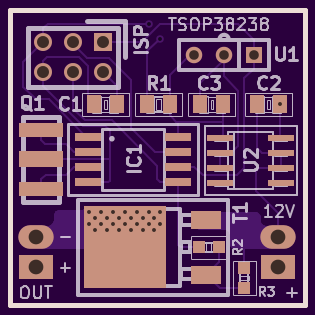 TSOP38238
ISP
U1
R1
C3
C2
Q1
C1
IC1
U2
T1
12V
-
R2
+
OUT
R3
+